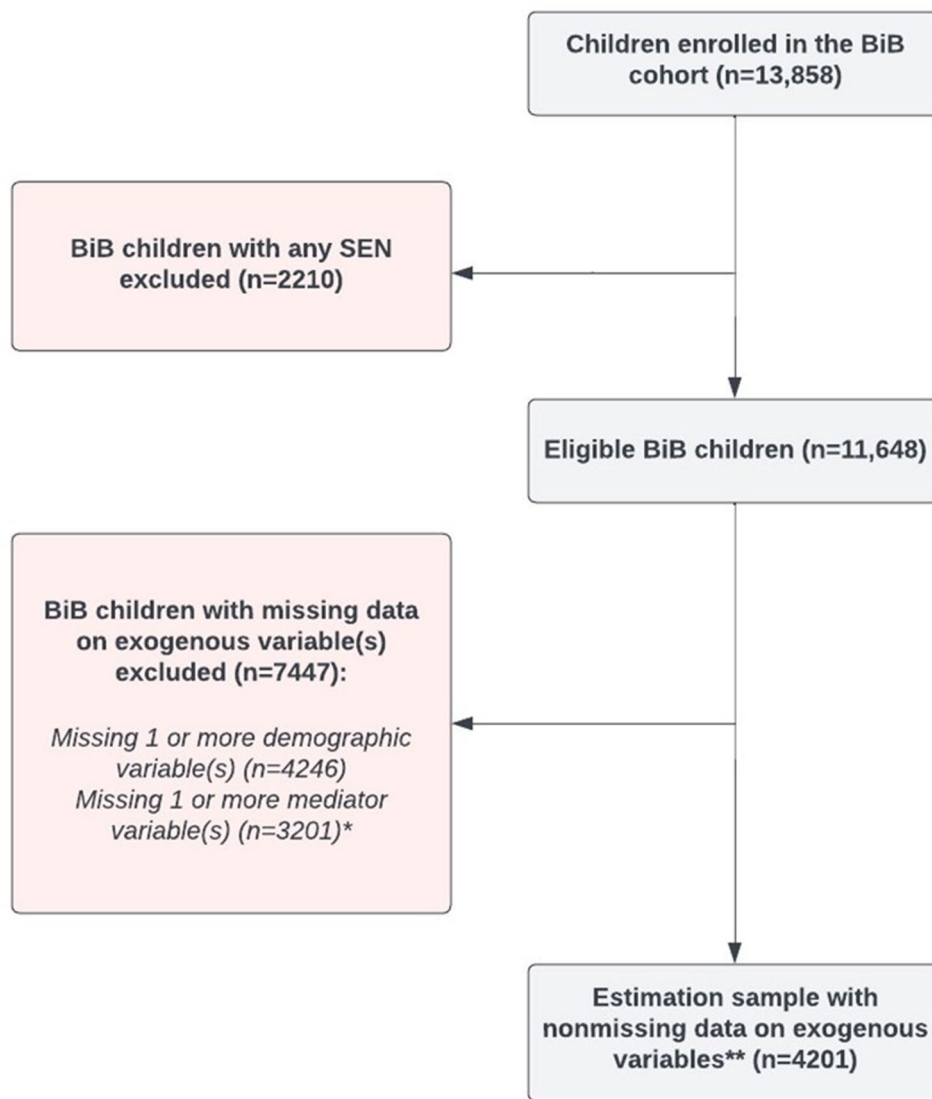 Children enrolled in the BiB
cohort (n=13,858)
BiB children with any SEN
excluded (n=2210)
Eligible BiB children (n=11,648)
BiB children with missing data
on exogenous variable(s)
excluded (n=7447):
Missing 1 or more demographic
variable(s) (n=4246)
Missing 1 or more mediator
variable(s) (n=3201)*
Estimation sample with
nonmissing data on exogenous
variables** (n=4201)